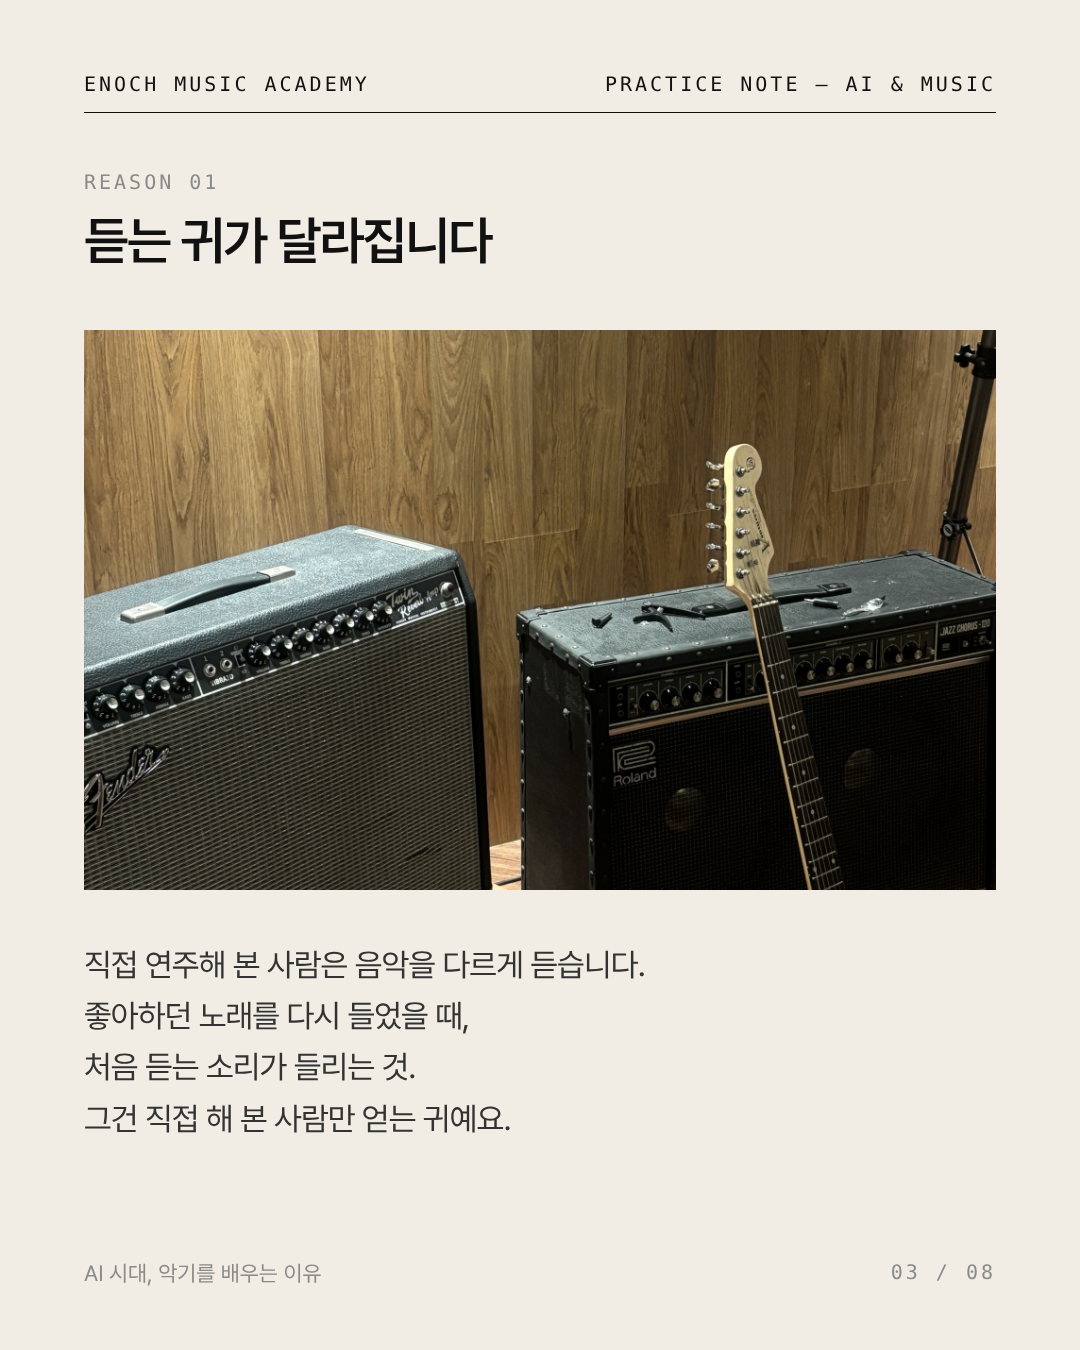 ENOCH MUSIC ACADEMY
PRACTICE NOTE — AI & MUSIC
REASON 01
듣는 귀가 달라집니다
Twin
Reverb-Amp
VIBRATO
Fender
JAZZ CHORUS-120
Roland
직접 연주해 본 사람은 음악을 다르게 듣습니다.
좋아하던 노래를 다시 들었을 때,
처음 듣는 소리가 들리는 것.
그건 직접 해 본 사람만 얻는 귀예요.
AI 시대, 악기를 배우는 이유
03 / 08